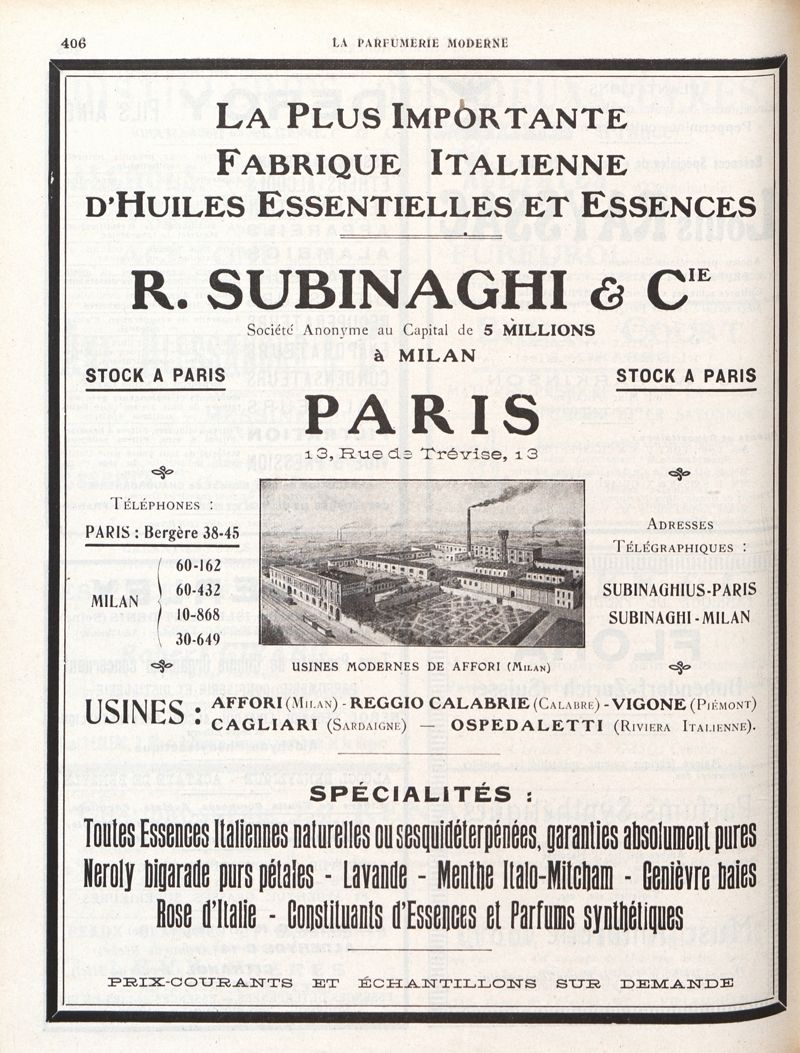 406
LA PARFUMERIE MODERNE
LA PLUS IMPORTANTE
FABRIQUE ITALIENNE
D'HUILES ESSENTIELLES ET ESSENCES
R. SUBINAGHI & CIE
Société Anonyme au Capital de 5 MILLIONS
à MILAN
STOCK A PARIS
STOCK A PARIS
PARIS
13, Rue de Trévise, 13
TÉLÉPHONES :
PARIS : Bergère 38-45
MILAN
60-162
60-432
10-868
30-649
ADRESSES
TÉLÉGRAPHIQUES :
SUBINAGHIUS-PARIS
SUBINAGHI-MILAN
USINES MODERNES DE AFFORI (MILAN)
USINES : AFFORI (MILAN) - REGGIO CALABRIE (CALABRE) - VIGONE (PIÉMONT)
CAGLIARI (SARDAIGNE) — OSPEDALETTI (RIVIERA ITALIENNE).
SPÉCIALITÉS :
Toutes Essences Italiennes naturelles ou sesquidéterpénées, garanties absolument pures
Neroly bigarade purs pétales - Lavande - Menthe Italo-Mitcham - Genièvre baies
Rose d'Italie - Constituants d'Essences et Parfums synthétiques
PRIX-COURANTS ET ÉCHANTILLONS SUR DEMANDE